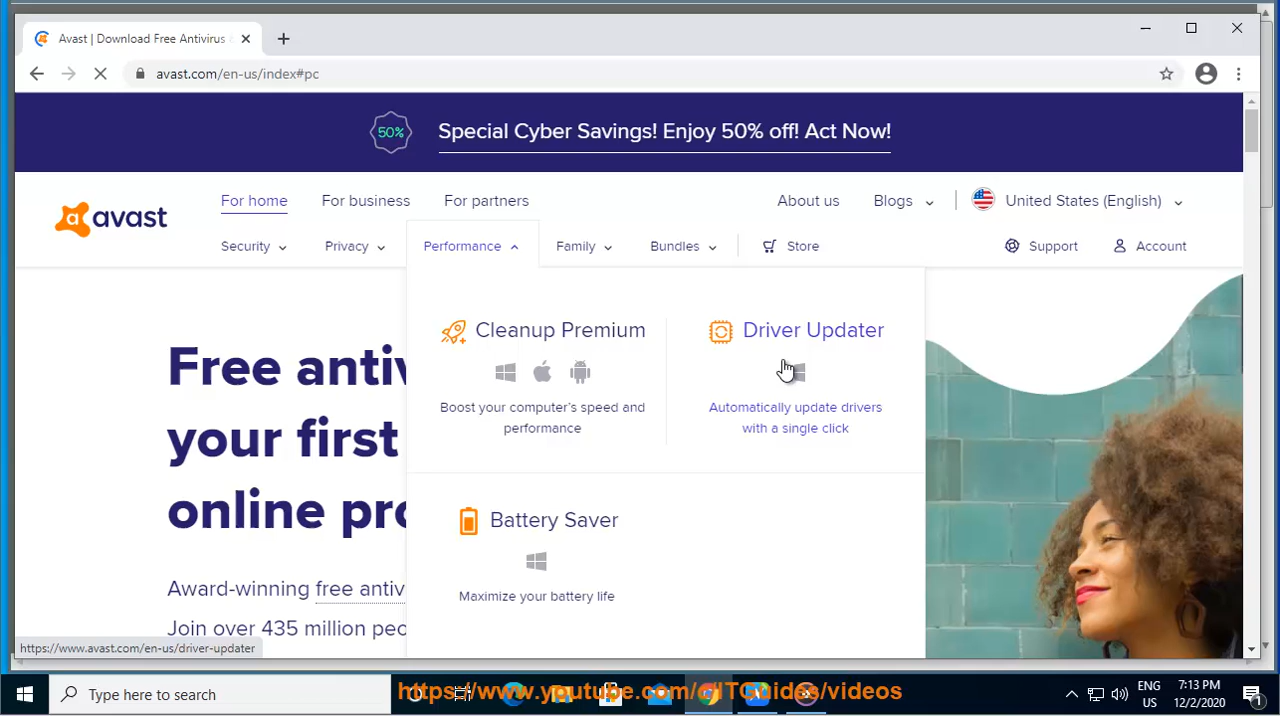 Avast | Download Free Antivirus &
avast.com/en-us/index#pc
50%
Special Cyber Savings! Enjoy 50% off! Act Now!
avast
For home
For business
For partners
About us
Blogs
United States (English)
Security
Privacy
Performance
Family
Bundles
Store
Support
Account
Free anti
your first
online pro
Award-winning free antiv
Join over 435 million peo
Cleanup Premium
Boost your computer's speed and
performance
Driver Updater
Automatically update drivers
with a single click
Battery Saver
Maximize your battery life
https://www.avast.com/en-us/driver-updater
Type here to search
https://www.youtube.com/@ITGuides/videos
ENG
US
7:13 PM
12/2/2020
1